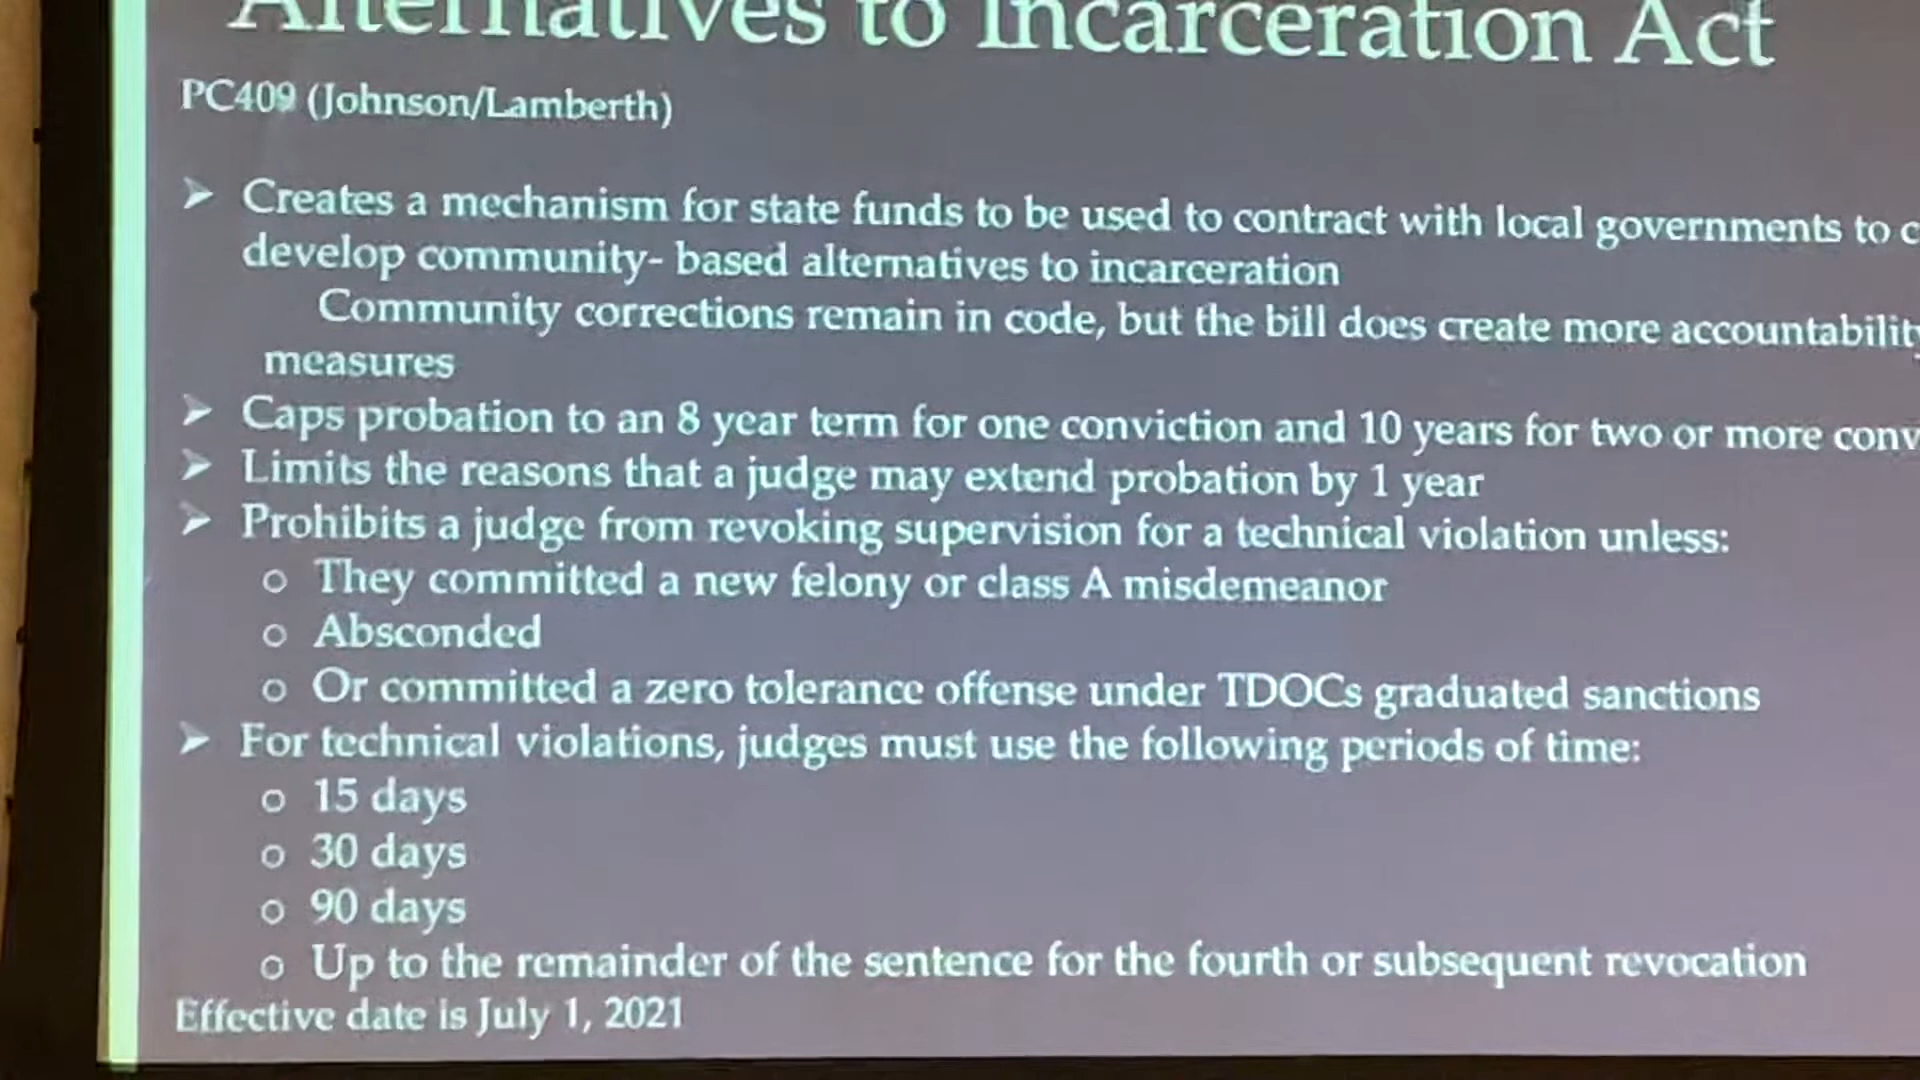 Alternatives to Incarceration Act
PC409 (Johnson/Lamberth)
➤ Creates a mechanism for state funds to be used to contract with local governments to
develop community- based alternatives to incarceration
Community corrections remain in code, but the bill does create more accountability
measures
➤ Caps probation to an 8 year term for one conviction and 10 years for two or more
➤ Limits the reasons that a judge may extend probation by 1 year
➤ Prohibits a judge from revoking supervision for a technical violation unless:
o They committed a new felony or class A misdemeanor
o Absconded
o Or committed a zero tolerance offense under TDOCs graduated sanctions
➤ For technical violations, judges must use the following periods of time:
o 15 days
o 30 days
o 90 days
o Up to the remainder of the sentence for the fourth or subsequent revocation
Effective date is July 1, 2021